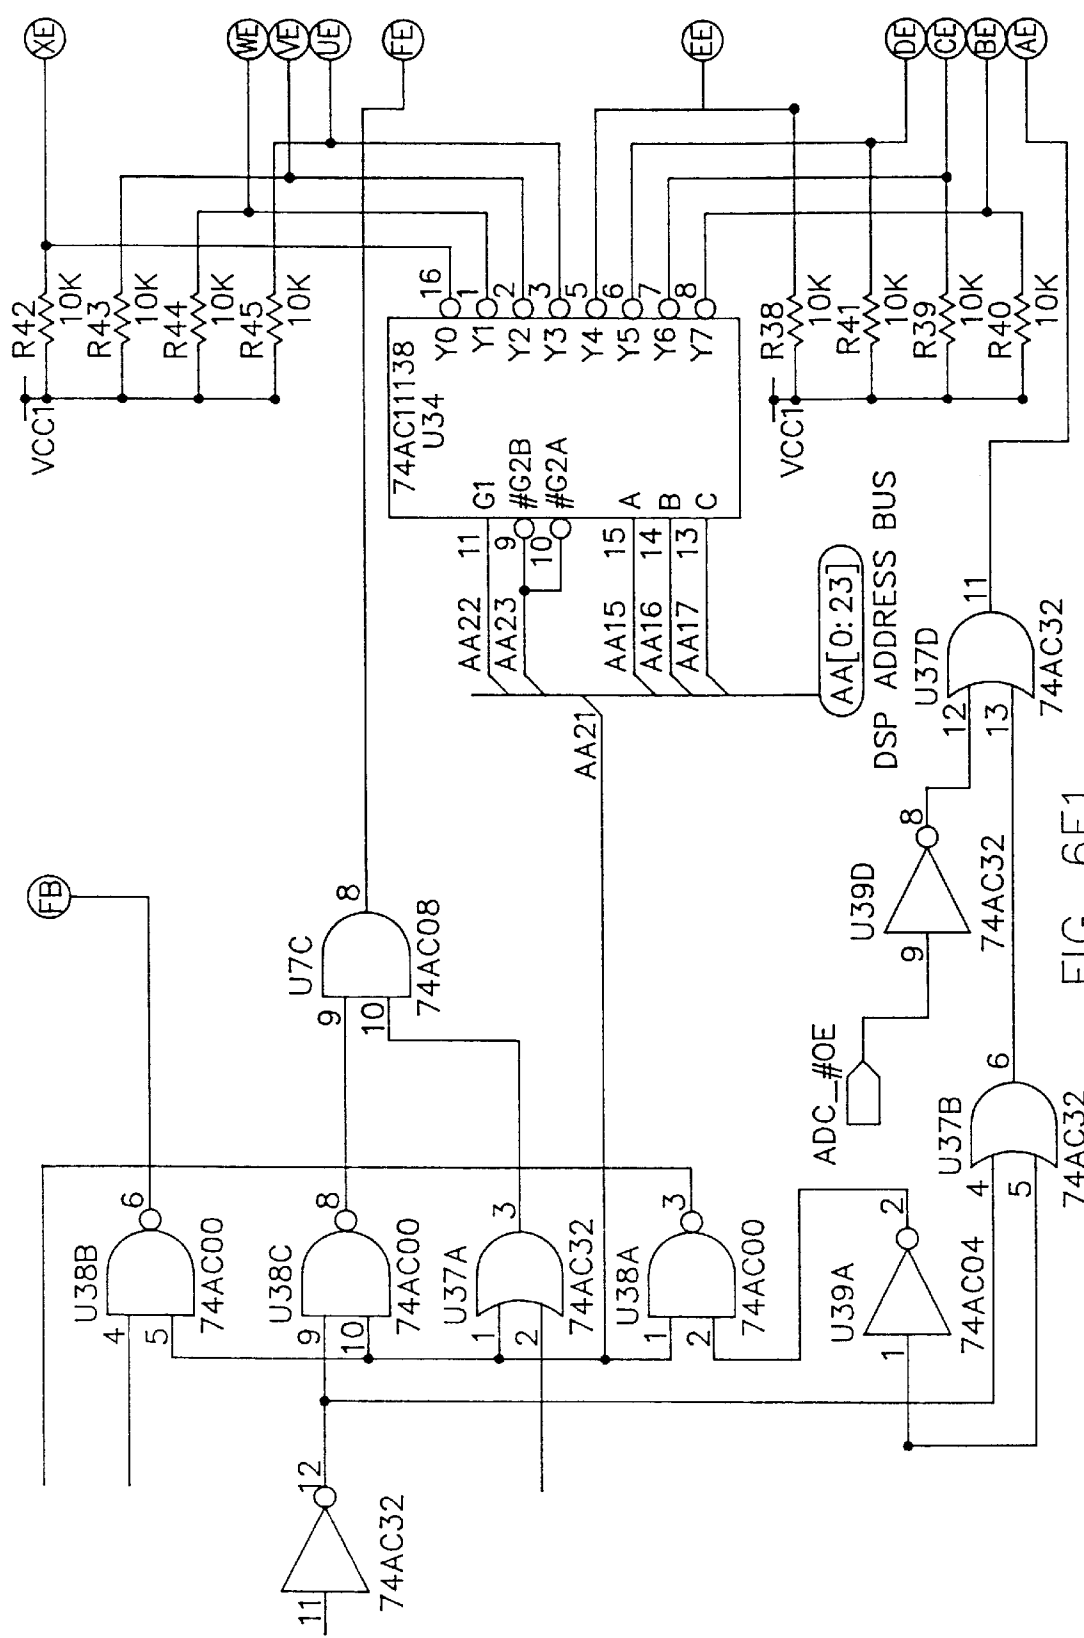 XE
WE
VE
UE
FE
EE
DE
CE
BE
AE
R42
10K
R43
10K
R44
10K
R45
10K
VCC1
74AC11138
U34
G1
#G2B
#G2A
A
B
C
Y0
Y1
Y2
Y3
Y4
Y5
Y6
Y7
16
1
2
3
5
6
7
8
11
9
10
15
14
13
AA22
AA23
AA15
AA16
AA17
AA21
R38
10K
R41
10K
R39
10K
R40
10K
VCC1
AA[0:23]
DSP ADDRESS BUS
FB
U38B
4
5
6
74AC00
U38C
9
10
8
74AC00
U7C
9
10
8
74AC08
U37A
1
2
3
74AC32
U38A
1
2
3
74AC00
11
12
74AC32
U39A
1
2
74AC04
ADC_#OE
U39D
9
8
74AC32
U37B
4
5
6
74AC32
U37D
12
13
11
74AC32
FIG. 6E1